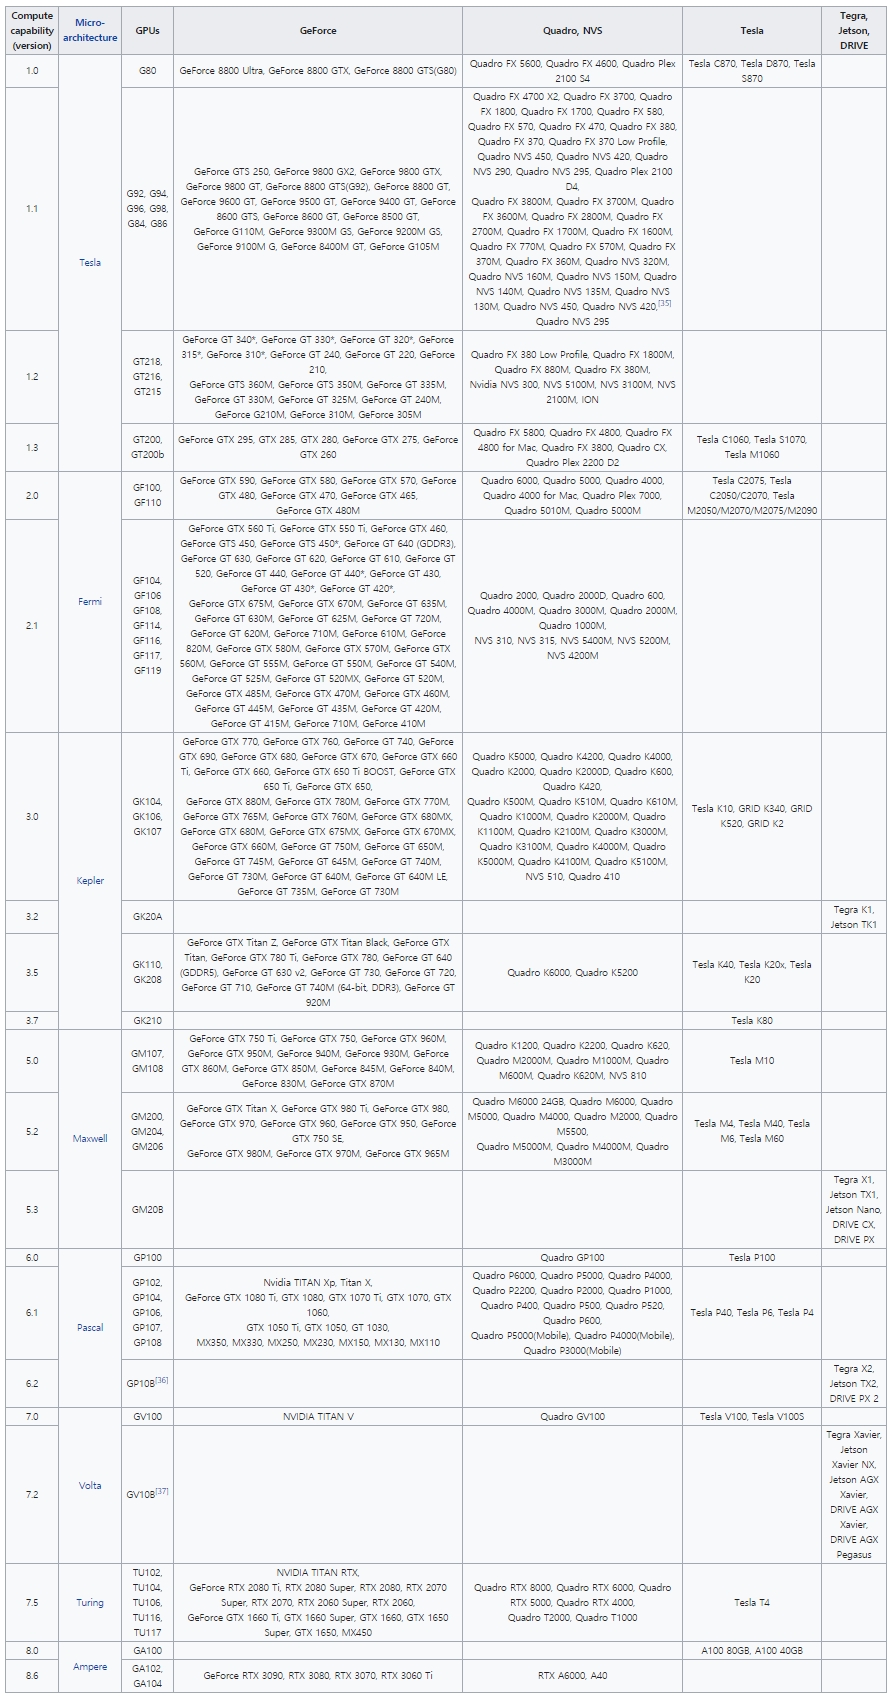 Compute capability (version)
Micro-architecture
GPUs
GeForce
Quadro, NVS
Tesla
Tegra, Jetson, DRIVE
1.0
Tesla
G80
GeForce 8800 Ultra, GeForce 8800 GTX, GeForce 8800 GTS(G80)
Quadro FX 5600, Quadro FX 4600, Quadro Plex
2100 S4
Tesla C870, Tesla D870, Tesla
S870
1.1
G92, G94,
G96, G98,
G84, G86
GeForce GTS 250, GeForce 9800 GX2, GeForce 9800 GTX,
GeForce 9800 GT, GeForce 8800 GTS(G92), GeForce 8800 GT,
GeForce 9600 GT, GeForce 9500 GT, GeForce 9400 GT, GeForce
8600 GTS, GeForce 8600 GT, GeForce 8500 GT,
GeForce G110M, GeForce 9300M GS, GeForce 9200M GS,
GeForce 9100M G, GeForce 8400M GT, GeForce G105M
Quadro FX 4700 X2, Quadro FX 3700, Quadro
FX 1800, Quadro FX 1700, Quadro FX 580,
Quadro FX 570, Quadro FX 470, Quadro FX 380,
Quadro FX 370, Quadro FX 370 Low Profile,
Quadro NVS 450, Quadro NVS 420, Quadro
NVS 290, Quadro NVS 295, Quadro Plex 2100
D4,
Quadro FX 3800M, Quadro FX 3700M, Quadro
FX 3600M, Quadro FX 2800M, Quadro FX
2700M, Quadro FX 1700M, Quadro FX 1600M,
Quadro FX 770M, Quadro FX 570M, Quadro FX
370M, Quadro FX 360M, Quadro NVS 320M,
Quadro NVS 160M, Quadro NVS 150M, Quadro
NVS 140M, Quadro NVS 135M, Quadro NVS
130M, Quadro NVS 450, Quadro NVS 420,[35]
Quadro NVS 295
1.2
GT218,
GT216,
GT215
GeForce GT 340*, GeForce GT 330*, GeForce GT 320*, GeForce
315*, GeForce 310*, GeForce GT 240, GeForce GT 220, GeForce
210,
GeForce GTS 360M, GeForce GTS 350M, GeForce GT 335M,
GeForce GT 330M, GeForce GT 325M, GeForce GT 240M,
GeForce G210M, GeForce 310M, GeForce 305M
Quadro FX 380 Low Profile, Quadro FX 1800M,
Quadro FX 880M, Quadro FX 380M,
Nvidia NVS 300, NVS 5100M, NVS 3100M, NVS
2100M, ION
1.3
GT200,
GT200b
GeForce GTX 295, GTX 285, GTX 280, GeForce GTX 275, GeForce
GTX 260
Quadro FX 5800, Quadro FX 4800, Quadro FX
4800 for Mac, Quadro FX 3800, Quadro CX,
Quadro Plex 2200 D2
Tesla C1060, Tesla S1070,
Tesla M1060
2.0
Fermi
GF100,
GF110
GeForce GTX 590, GeForce GTX 580, GeForce GTX 570, GeForce
GTX 480, GeForce GTX 470, GeForce GTX 465,
GeForce GTX 480M
Quadro 6000, Quadro 5000, Quadro 4000,
Quadro 4000 for Mac, Quadro Plex 7000,
Quadro 5010M, Quadro 5000M
Tesla C2075, Tesla
C2050/C2070, Tesla
M2050/M2070/M2075/M2090
2.1
GF104,
GF106
GF108,
GF114,
GF116,
GF117,
GF119
GeForce GTX 560 Ti, GeForce GTX 550 Ti, GeForce GTX 460,
GeForce GTS 450, GeForce GTS 450*, GeForce GT 640 (GDDR3),
GeForce GT 630, GeForce GT 620, GeForce GT 610, GeForce GT
520, GeForce GT 440, GeForce GT 440*, GeForce GT 430,
GeForce GT 430*, GeForce GT 420*,
GeForce GTX 675M, GeForce GTX 670M, GeForce GT 635M,
GeForce GT 630M, GeForce GT 625M, GeForce GT 720M,
GeForce GT 620M, GeForce 710M, GeForce 610M, GeForce
820M, GeForce GTX 580M, GeForce GTX 570M, GeForce GTX
560M, GeForce GT 555M, GeForce GT 550M, GeForce GT 540M,
GeForce GT 525M, GeForce GT 520MX, GeForce GT 520M,
GeForce GTX 485M, GeForce GTX 470M, GeForce GTX 460M,
GeForce GT 445M, GeForce GT 435M, GeForce GT 420M,
GeForce GT 415M, GeForce 710M, GeForce 410M
Quadro 2000, Quadro 2000D, Quadro 600,
Quadro 4000M, Quadro 3000M, Quadro 2000M,
Quadro 1000M,
NVS 310, NVS 315, NVS 5400M, NVS 5200M,
NVS 4200M
3.0
Kepler
GK104,
GK106,
GK107
GeForce GTX 770, GeForce GTX 760, GeForce GT 740, GeForce
GTX 690, GeForce GTX 680, GeForce GTX 670, GeForce GTX 660
Ti, GeForce GTX 660, GeForce GTX 650 Ti BOOST, GeForce GTX
650 Ti, GeForce GTX 650,
GeForce GTX 880M, GeForce GTX 780M, GeForce GTX 770M,
GeForce GTX 765M, GeForce GTX 760M, GeForce GTX 680MX,
GeForce GTX 680M, GeForce GTX 675MX, GeForce GTX 670MX,
GeForce GTX 660M, GeForce GT 750M, GeForce GT 650M,
GeForce GT 745M, GeForce GT 645M, GeForce GT 740M,
GeForce GT 730M, GeForce GT 640M, GeForce GT 640M LE,
GeForce GT 735M, GeForce GT 730M
Quadro K5000, Quadro K4200, Quadro K4000,
Quadro K2000, Quadro K2000D, Quadro K600,
Quadro K420,
Quadro K500M, Quadro K510M, Quadro K610M,
Quadro K1000M, Quadro K2000M, Quadro
K1100M, Quadro K2100M, Quadro K3000M,
Quadro K3100M, Quadro K4000M, Quadro
K5000M, Quadro K4100M, Quadro K5100M,
NVS 510, Quadro 410
Tesla K10, GRID K340, GRID
K520, GRID K2
3.2
GK20A
Tegra K1,
Jetson TK1
3.5
GK110,
GK208
GeForce GTX Titan Z, GeForce GTX Titan Black, GeForce GTX
Titan, GeForce GTX 780 Ti, GeForce GTX 780, GeForce GT 640
(GDDR5), GeForce GT 630 v2, GeForce GT 730, GeForce GT 720,
GeForce GT 710, GeForce GT 740M (64-bit, DDR3), GeForce GT
920M
Quadro K6000, Quadro K5200
Tesla K40, Tesla K20x, Tesla
K20
3.7
GK210
Tesla K80
5.0
Maxwell
GM107,
GM108
GeForce GTX 750 Ti, GeForce GTX 750, GeForce GTX 960M,
GeForce GTX 950M, GeForce 940M, GeForce 930M, GeForce
GTX 860M, GeForce GTX 850M, GeForce 845M, GeForce 840M,
GeForce 830M, GeForce GTX 870M
Quadro K1200, Quadro K2200, Quadro K620,
Quadro M2000M, Quadro M1000M, Quadro
M600M, Quadro K620M, NVS 810
Tesla M10
5.2
GM200,
GM204,
GM206
GeForce GTX Titan X, GeForce GTX 980 Ti, GeForce GTX 980,
GeForce GTX 970, GeForce GTX 960, GeForce GTX 950, GeForce
GTX 750 SE,
GeForce GTX 980M, GeForce GTX 970M, GeForce GTX 965M
Quadro M6000 24GB, Quadro M6000, Quadro
M5000, Quadro M4000, Quadro M2000, Quadro
M5500,
Quadro M5000M, Quadro M4000M, Quadro
M3000M
Tesla M4, Tesla M40, Tesla
M6, Tesla M60
5.3
GM20B
Tegra X1,
Jetson TX1,
Jetson Nano,
DRIVE CX,
DRIVE PX
6.0
Pascal
GP100
Quadro GP100
Tesla P100
6.1
GP102,
GP104,
GP106,
GP107,
GP108
Nvidia TITAN Xp, Titan X,
GeForce GTX 1080 Ti, GTX 1080, GTX 1070 Ti, GTX 1070, GTX
1060,
GTX 1050 Ti, GTX 1050, GT 1030,
MX350, MX330, MX250, MX230, MX150, MX130, MX110
Quadro P6000, Quadro P5000, Quadro P4000,
Quadro P2200, Quadro P2000, Quadro P1000,
Quadro P400, Quadro P500, Quadro P520,
Quadro P600,
Quadro P5000(Mobile), Quadro P4000(Mobile),
Quadro P3000(Mobile)
Tesla P40, Tesla P6, Tesla P4
6.2
GP10B[36]
Tegra X2,
Jetson TX2,
DRIVE PX 2
7.0
Volta
GV100
NVIDIA TITAN V
Quadro GV100
Tesla V100, Tesla V100S
7.2
GV10B[37]
Tegra Xavier,
Jetson
Xavier NX,
Jetson AGX
Xavier,
DRIVE AGX
Xavier,
DRIVE AGX
Pegasus
7.5
Turing
TU102,
TU104,
TU106,
TU116,
TU117
NVIDIA TITAN RTX,
GeForce RTX 2080 Ti, RTX 2080 Super, RTX 2080, RTX 2070
Super, RTX 2070, RTX 2060 Super, RTX 2060,
GeForce GTX 1660 Ti, GTX 1660 Super, GTX 1660, GTX 1650
Super, GTX 1650, MX450
Quadro RTX 8000, Quadro RTX 6000, Quadro
RTX 5000, Quadro RTX 4000,
Quadro T2000, Quadro T1000
Tesla T4
8.0
Ampere
GA100
A100 80GB, A100 40GB
8.6
GA102,
GA104
GeForce RTX 3090, RTX 3080, RTX 3070, RTX 3060 Ti
RTX A6000, A40